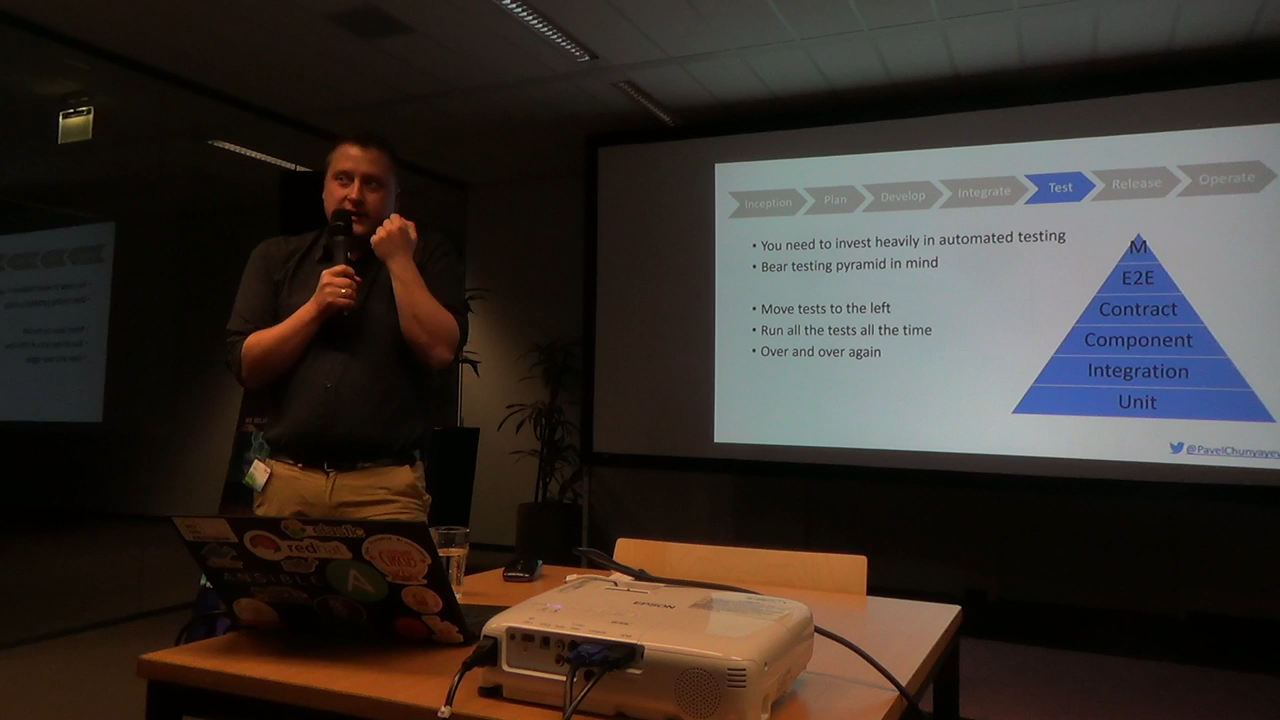 Inception Plan Develop Integrate Test Release Operate
• You need to invest heavily in automated testing
• Bear testing pyramid in mind
• Move tests to the left
• Run all the tests all the time
• Over and over again
M
E2E
Contract
Component
Integration
Unit
@PavelChunyayev
elastic
redhat
ANSIBLE
A
EPSON